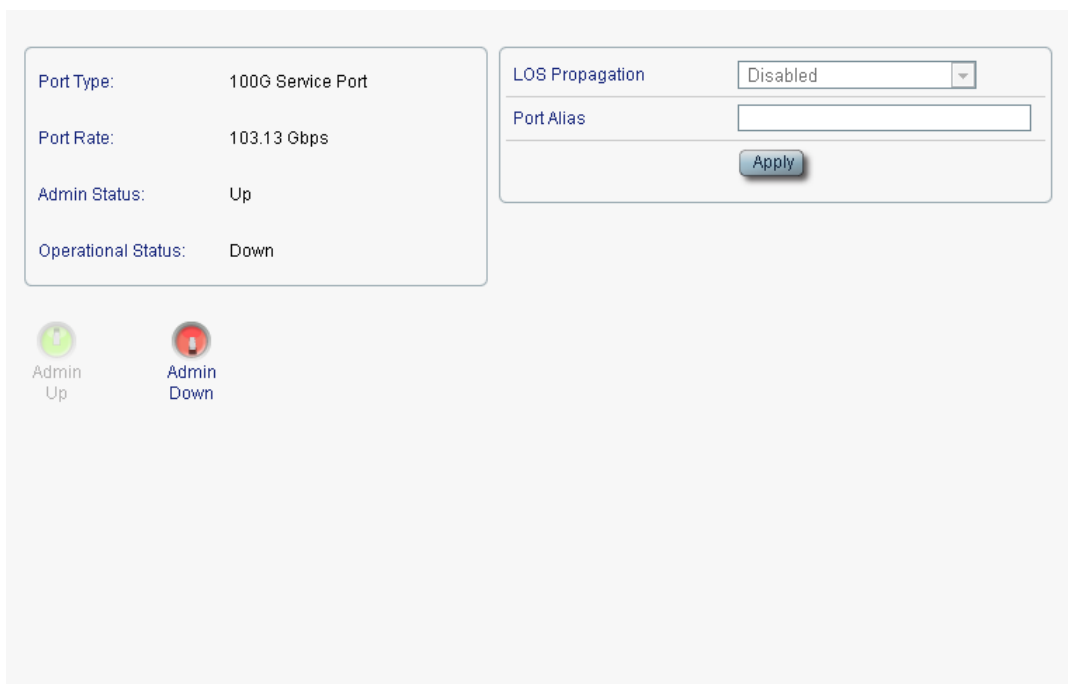 Port Type: 100G Service Port
Port Rate: 103.13 Gbps
Admin Status: Up
Operational Status: Down
LOS Propagation Disabled
Port Alias
Apply
Admin
Up
Admin
Down